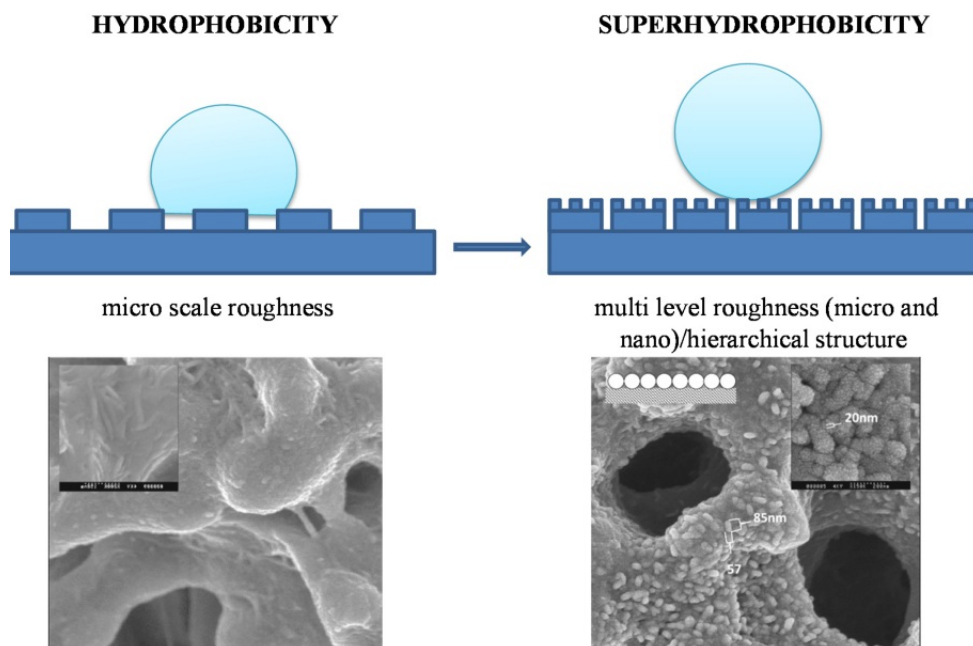 HYDROPHOBICITY
SUPERHYDROPHOBICITY
micro scale roughness
multi level roughness (micro and
nano)/hierarchical structure
20nm
85nm
57